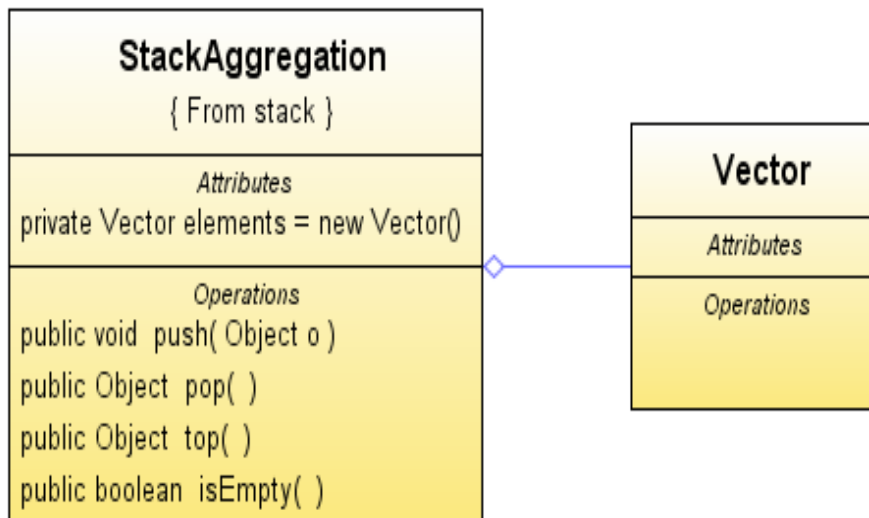 StackAggregation
{ From stack }
Attributes
private Vector elements = new Vector()
Operations
public void push( Object o )
public Object pop( )
public Object top( )
public boolean isEmpty( )
Vector
Attributes
Operations